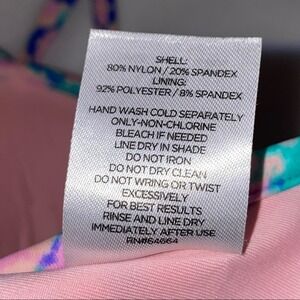 SHELL:
80% NYLON / 20% SPANDEX
LINING:
92% POLYESTER / 8% SPANDEX
HAND WASH COLD SEPARATELY
ONLY-NON-CHLORINE
BLEACH IF NEEDED
LINE DRY IN SHADE
DO NOT IRON
DO NOT DRY CLEAN
DO NOT WRING OR TWIST
EXCESSIVELY
FOR BEST RESULTS
RINSE AND LINE DRY
IMMEDIATELY AFTER USE
RN#64664